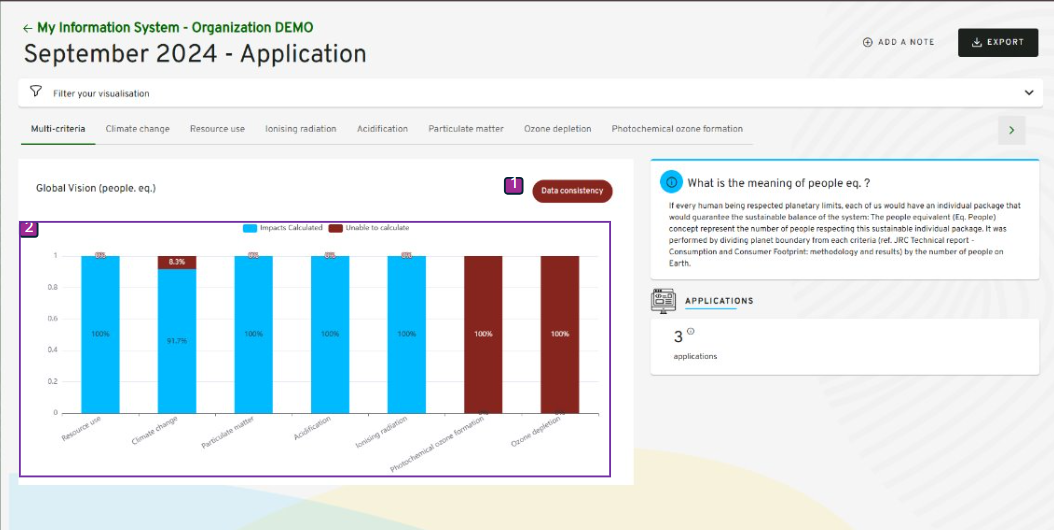 ← My Information System - Organization DEMO
September 2024 - Application
ADD A NOTE
EXPORT
Filter your visualisation
Multi-criteria Climate change Resource use Ionising radiation Acidification Particulate matter Ozone depletion Photochemical ozone formation
Global Vision (people. eq.)
1
Data consistency
2
Impacts Calculated Unable to calculate
1
0.8
0.6
0.4
0.2
0
0% 8.3% 0% 0% 0%
100% 91.7% 100% 100% 100% 100% 100%
Resource use
Climate change
Particulate matter
Acidification
Ionising radiation
Photochemical ozone formation
Ozone depletion
What is the meaning of people eq. ?
If every human being respected planetary limits, each of us would have an individual package that
would guarantee the sustainable balance of the system: The people equivalent (Eq. People)
concept represent the number of people respecting this sustainable individual package. It was
performed by dividing planet boundary from each criteria (ref. JRC Technical report -
Consumption and Consumer Footprint: methodology and results) by the number of people on
Earth.
APPLICATIONS
3
applications